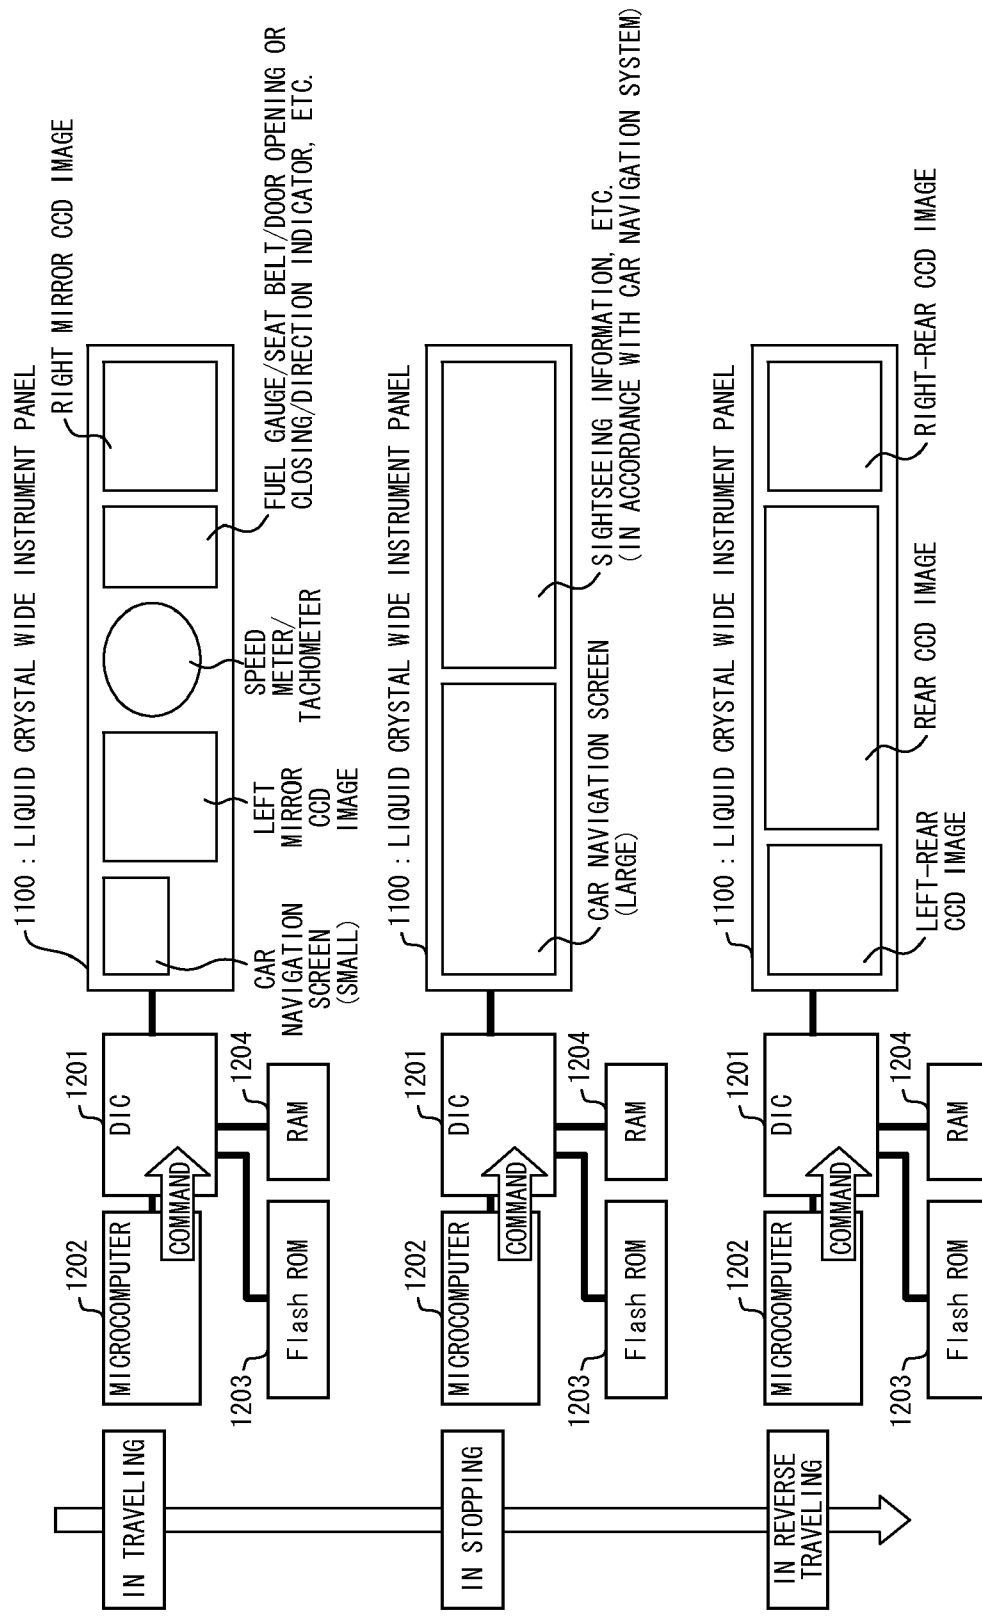 IN TRAVELING
1202
MICROCOMPUTER
COMMAND
1201
DIC
1203
Flash ROM
1204
RAM
1100 : LIQUID CRYSTAL WIDE INSTRUMENT PANEL
RIGHT MIRROR CCD IMAGE
CAR
NAVIGATION
SCREEN
(SMALL)
LEFT
MIRROR
CCD
IMAGE
SPEED
METER/
TACHOMETER
FUEL GAUGE/SEAT BELT/DOOR OPENING OR
CLOSING/DIRECTION INDICATOR, ETC.
IN STOPPING
1202
MICROCOMPUTER
COMMAND
1201
DIC
1203
Flash ROM
1204
RAM
1100 : LIQUID CRYSTAL WIDE INSTRUMENT PANEL
CAR NAVIGATION SCREEN
(LARGE)
SIGHTSEEING INFORMATION, ETC.
(IN ACCORDANCE WITH CAR NAVIGATION SYSTEM)
IN REVERSE
TRAVELING
1202
MICROCOMPUTER
COMMAND
1201
DIC
1203
Flash ROM
1204
RAM
1100 : LIQUID CRYSTAL WIDE INSTRUMENT PANEL
LEFT-REAR
CCD IMAGE
REAR CCD IMAGE
RIGHT-REAR CCD IMAGE